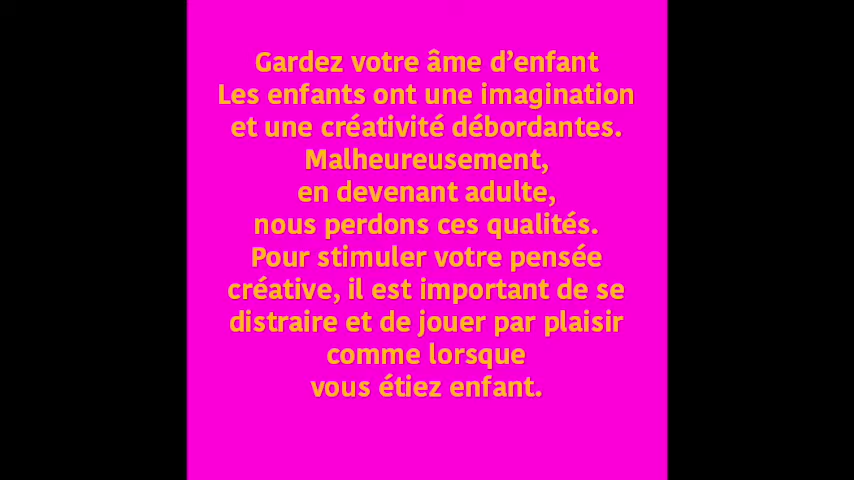 Gardez votre âme d’enfant
Les enfants ont une imagination
et une créativité débordantes.
Malheureusement,
en devenant adulte,
nous perdons ces qualités.
Pour stimuler votre pensée
créative, il est important de se
distraire et de jouer par plaisir
comme lorsque
vous étiez enfant.